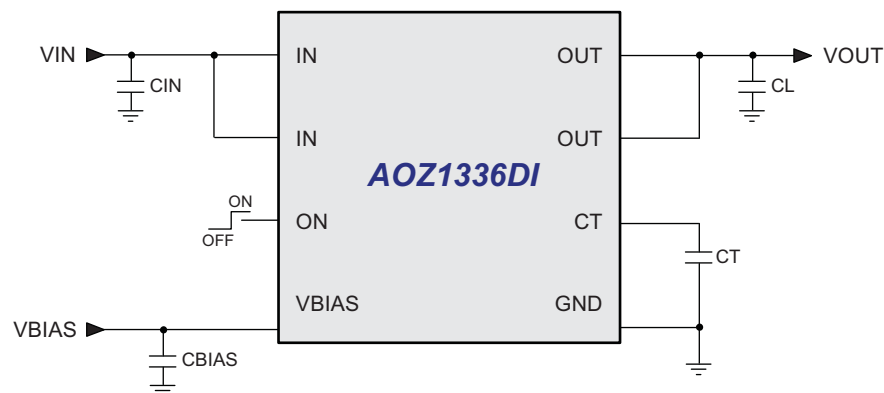 VIN
CIN
IN
OUT
VOUT
CL
IN
OUT
AOZ1336DI
ON
OFF
ON
CT
CT
VBIAS
GND
VBIAS
CBIAS